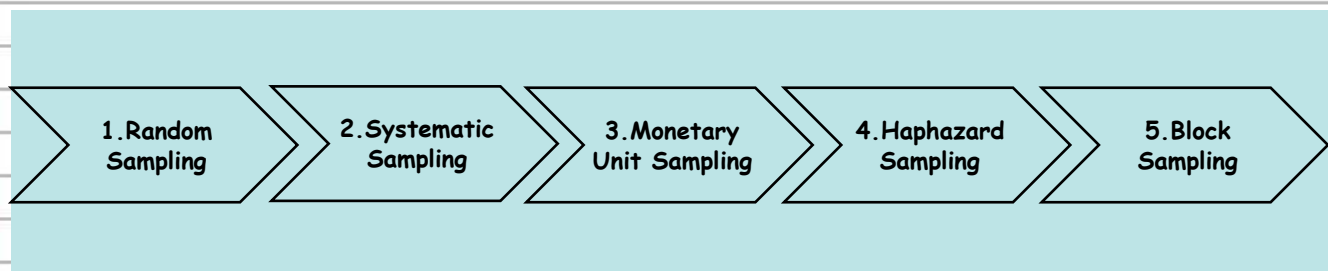 1.Random
Sampling
2.Systematic
Sampling
3.Monetary
Unit Sampling
4.Haphazard
Sampling
5.Block
Sampling